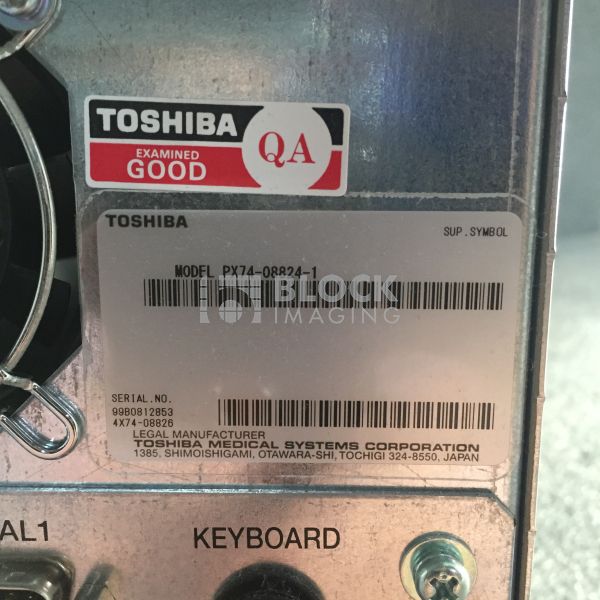 TOSHIBA
QA
EXAMINED
GOOD
TOSHIBA
SUP.SYMBOL
MODEL PX74-08824-1
BLOCK
IMAGING
SERIAL.NO.
99B0812853
4X74-08826
LEGAL MANUFACTURER
TOSHIBA MEDICAL SYSTEMS CORPORATION
1385, SHIMOISHIGAMI, OTAWARA-SHI, TOCHIGI 324-8550, JAPAN
AL1
KEYBOARD